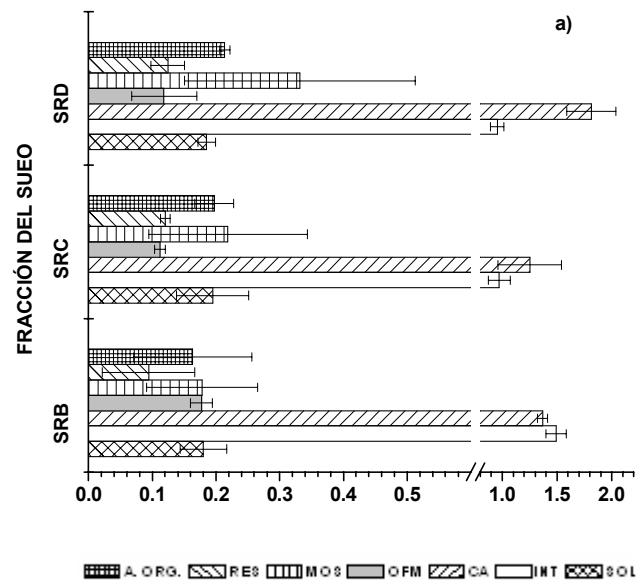 a)
FRACCIÓN DEL SUEO
SRD
SRC
SRB
0.0 0.1 0.2 0.3 0.4 0.5 1.0 1.5 2.0
A. ORG. RES MOS OFM CA INT SOL